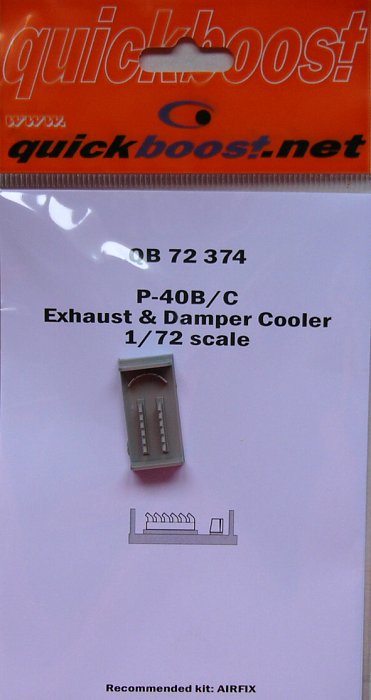 quickboost
www.
quickboost.net
QB 72 374
P-40B/C
Exhaust & Damper Cooler
1/72 scale
Recommended kit: AIRFIX